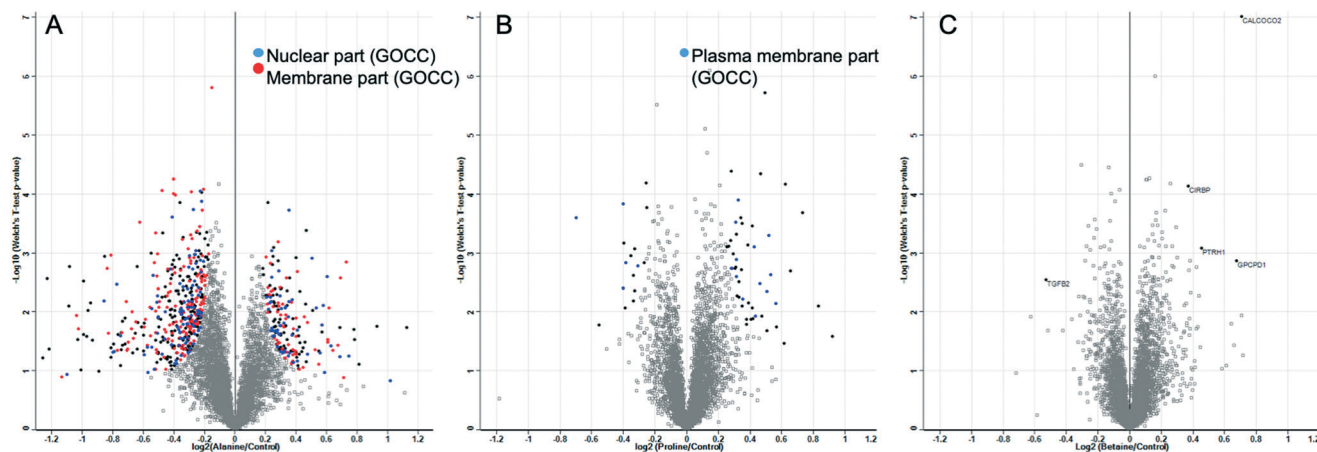 A
Nuclear part (GOCC)
Membrane part (GOCC)
7
6
5
4
3
2
1
0
-Log10 (Welch's T-test p-value)
-1.2 -1 -0.8 -0.6 -0.4 -0.2 0 0.2 0.4 0.6 0.8 1 1.2
log2(Alanine/Control)
B
Plasma membrane part
(GOCC)
7
6
5
4
3
2
1
0
-Log10 (Welch's T-test p-value)
-1.2 -1 -0.8 -0.6 -0.4 -0.2 0 0.2 0.4 0.6 0.8 1 1.2
log2 (Proline/Control)
C
CALCOCO2
CIRBP
PTRH1
GPCPD1
TGFB2
7
6
5
4
3
2
1
0
-Log10 (Welch's T-test p-value)
-1.2 -1 -0.8 -0.6 -0.4 -0.2 0 0.2 0.4 0.6 0.8 1 1.2
Log2 (Betaine/Control)